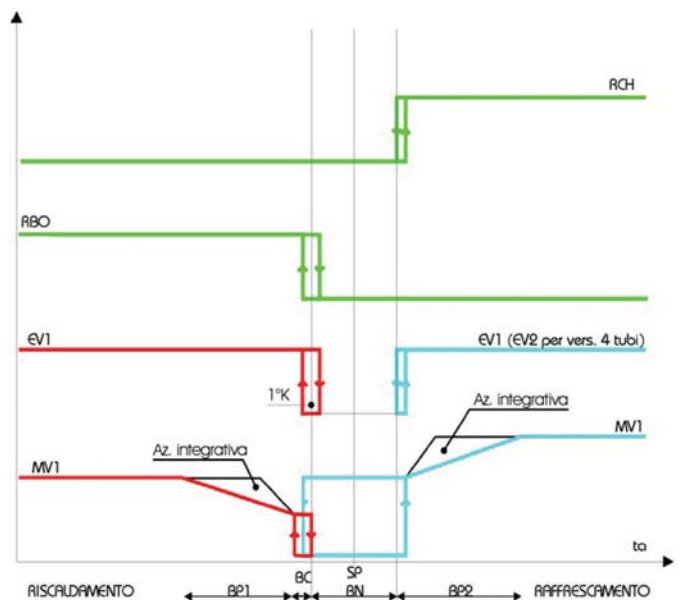 RCH
RBO
EV1
EV1 (EV2 per vers. 4 tubi)
1°K
Az. integrativa
MV1
Az. integrativa
MV1
ta
SP
BC
RISCALDAMENTO
BP1
BN
BP2
RAFFRESCAMENTO